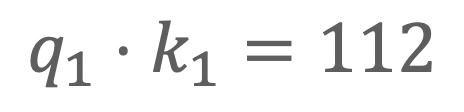 q₁ · k₁ = 112